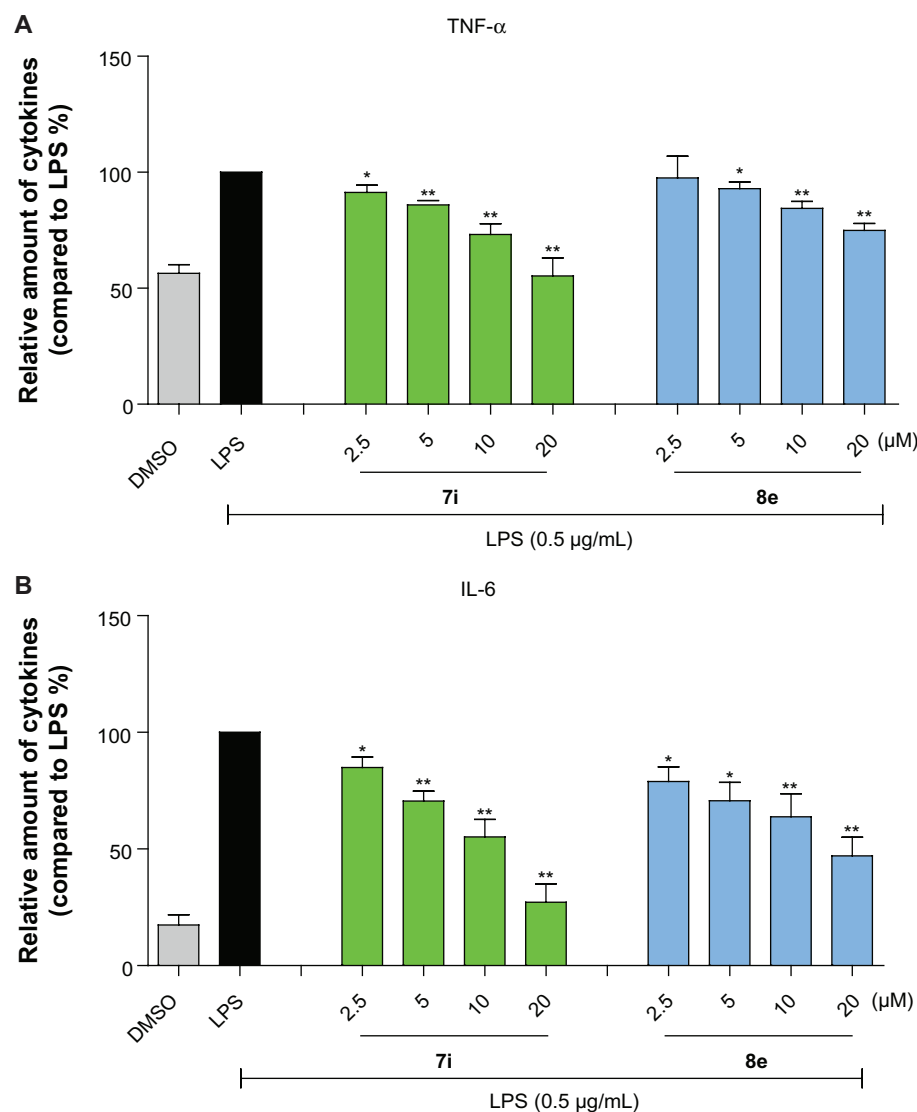 A
TNF-α
Relative amount of cytokines
(compared to LPS %)
150
100
50
0
* ** ** ** * ** **
DMSO LPS 2.5 5 10 20 2.5 5 10 20 (µM)
7i 8e
LPS (0.5 µg/mL)
B
IL-6
Relative amount of cytokines
(compared to LPS %)
150
100
50
0
* ** ** ** * * ** **
DMSO LPS 2.5 5 10 20 2.5 5 10 20 (µM)
7i 8e
LPS (0.5 µg/mL)